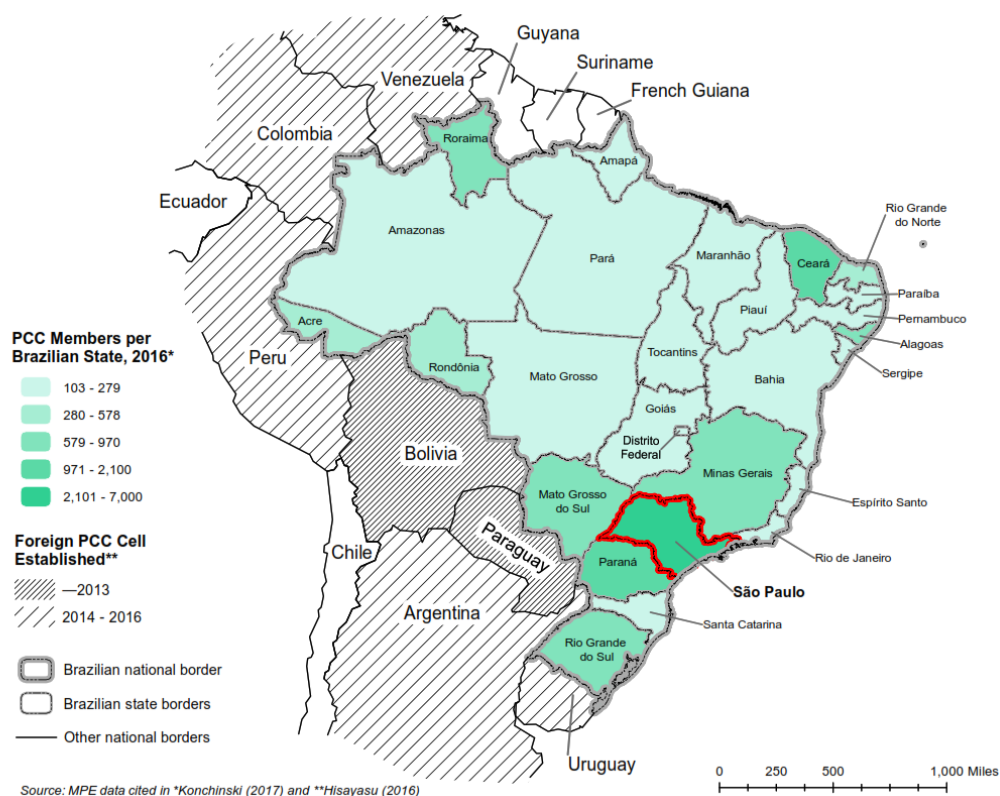 Guyana
Suriname
French Guiana
Venezuela
Colombia
Ecuador
Roraima
Amapá
Rio Grande
do Norte
Amazonas
Pará
Maranhão
Ceará
Paraíba
Piauí
Pernambuco
Acre
Alagoas
Peru
Rondônia
Tocantins
Sergipe
Mato Grosso
Bahia
Goiás
Distrito
Federal
Bolivia
Minas Gerais
Mato Grosso
do Sul
Espírito Santo
Paraguay
Chile
Rio de Janeiro
Paraná
São Paulo
Argentina
Santa Catarina
Rio Grande
do Sul
Uruguay
PCC Members per
Brazilian State, 2016*
103 - 279
280 - 578
579 - 970
971 - 2,100
2,101 - 7,000
Foreign PCC Cell
Established**
—2013
2014 - 2016
Brazilian national border
Brazilian state borders
Other national borders
0 250 500 1,000 Miles
Source: MPE data cited in *Konchinski (2017) and **Hisayasu (2016)